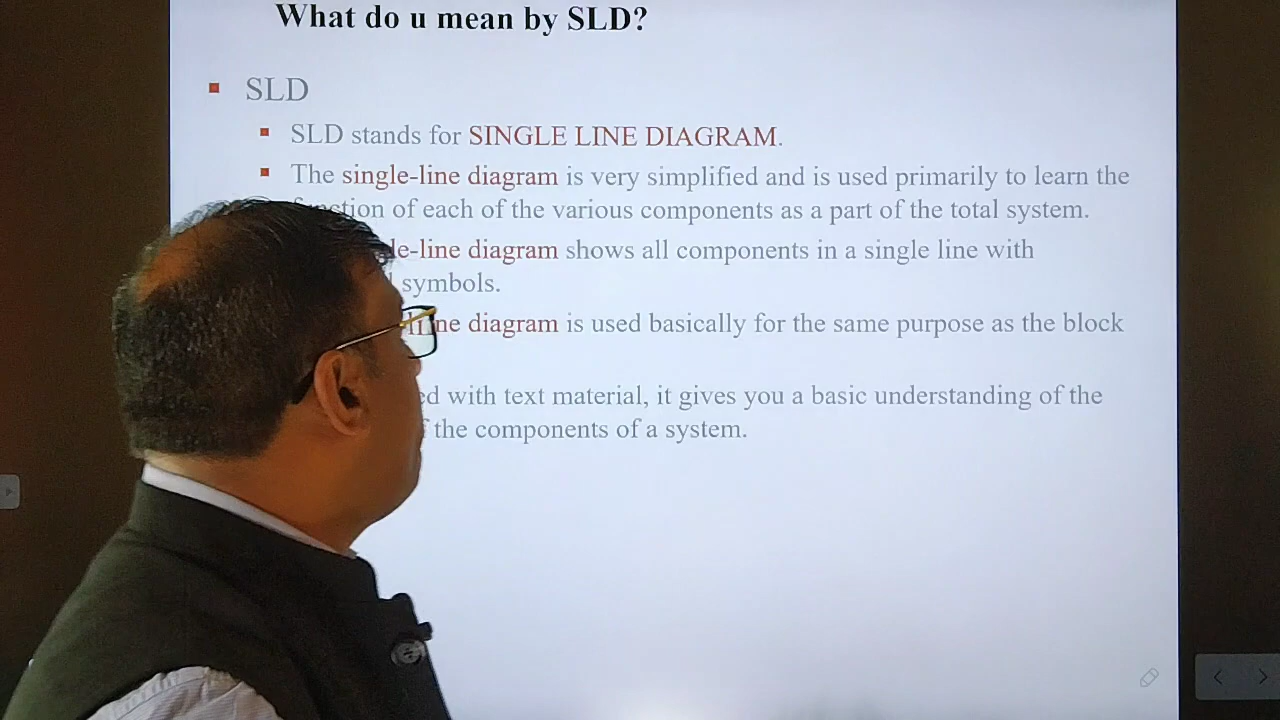 What do u mean by SLD?
SLD
SLD stands for SINGLE LINE DIAGRAM.
The single-line diagram is very simplified and is used primarily to learn the
function of each of the various components as a part of the total system.
line diagram shows all components in a single line with
symbols.
line diagram is used basically for the same purpose as the block
with text material, it gives you a basic understanding of the
the components of a system.